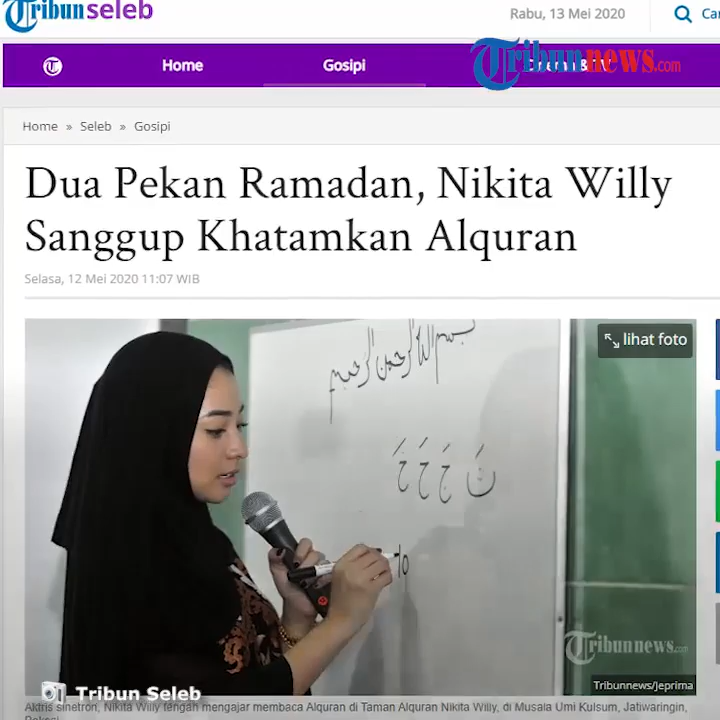 Tribunseleb
Rabu, 13 Mei 2020
Home
Gosipi
Tribunnews.com
Home » Seleb » Gosipi
Dua Pekan Ramadan, Nikita Willy
Sanggup Khatamkan Alquran
Selasa, 12 Mei 2020 11:07 WIB
lihat foto
بسم الله الرحمن الرحيم
Tribunnews.com
Tribunnews/Jeprima
Tribun Seleb
Aktris sinetron, Nikita Willy tengah mengajar membaca Alquran di Taman Alquran Nikita Willy, di Musala Umi Kulsum, Jatiwaringin,